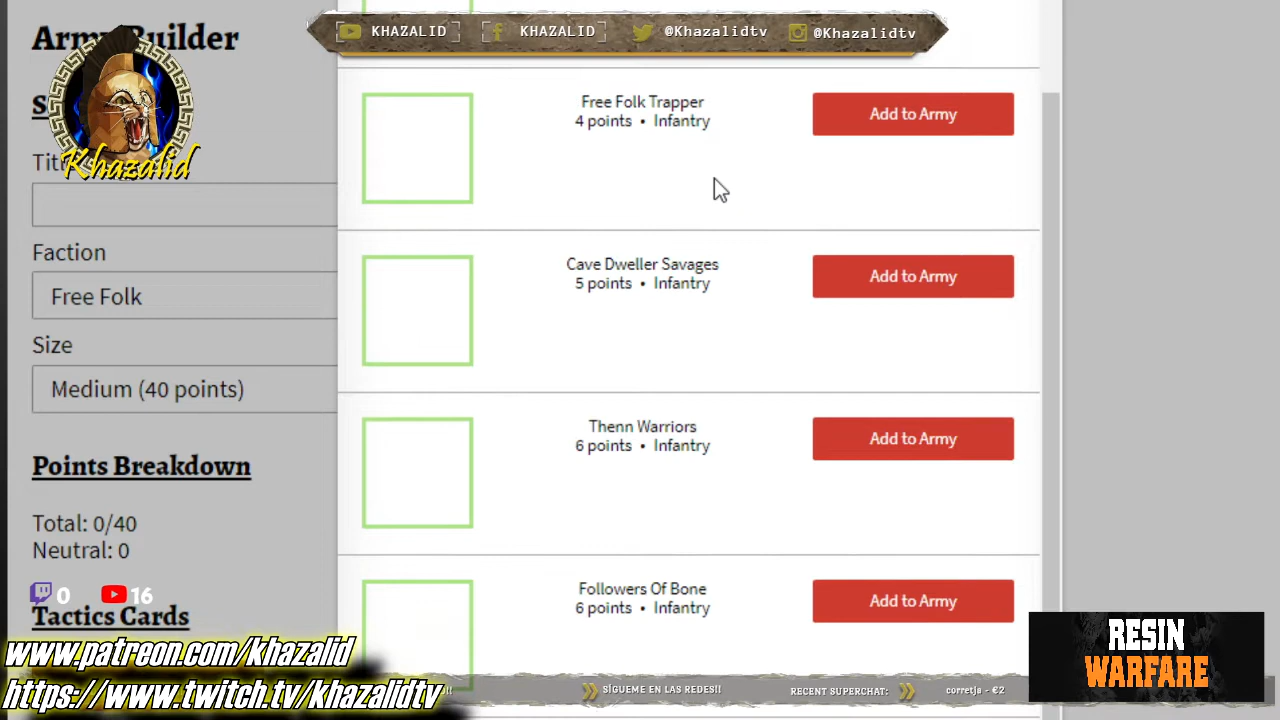 Army Builder
KHAZALID
KHAZALID
@Khazalidtv
@Khazalidtv
Khazalid
Faction
Free Folk
Size
Medium (40 points)
Points Breakdown
Total: 0/40
Neutral: 0
0
16
Tactics Cards
Free Folk Trapper
4 points • Infantry
Add to Army
Cave Dweller Savages
5 points • Infantry
Add to Army
Thenn Warriors
6 points • Infantry
Add to Army
Followers Of Bone
6 points • Infantry
Add to Army
www.patreon.com/khazalid
https://www.twitch.tv/khazalidtv
SÍGUEME EN LAS REDES!!
RECENT SUPERCHAT:
corretja - €2
RESIN
WARFARE